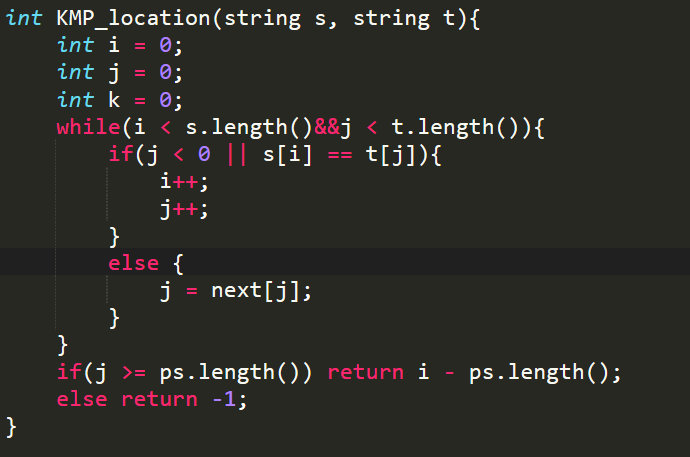 int KMP_location(string s, string t){
    int i = 0;
    int j = 0;
    int k = 0;
    while(i < s.length()&&j < t.length()){
        if(j < 0 || s[i] == t[j]){
            i++;
            j++;
        }
        else {
            j = next[j];
        }
    }
    if(j >= ps.length()) return i - ps.length();
    else return -1;
}